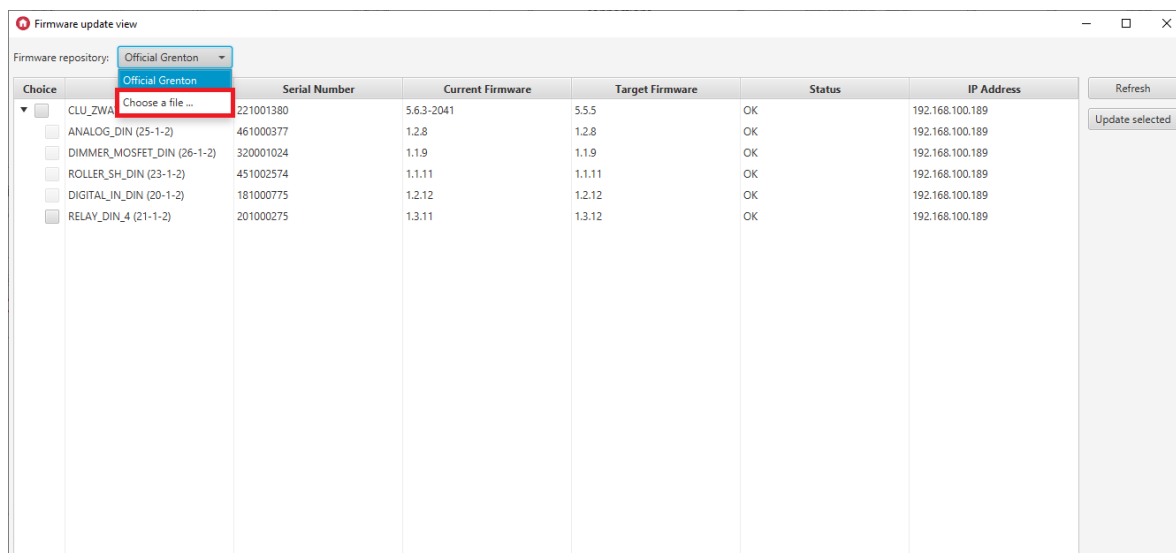 Firmware update view
Firmware repository: Official Grenton
Official Grenton
Choose a file ...
Choice Serial Number Current Firmware Target Firmware Status IP Address
CLU_ZWA 221001380 5.6.3-2041 5.5.5 OK 192.168.100.189
ANALOG_DIN (25-1-2) 461000377 1.2.8 1.2.8 OK 192.168.100.189
DIMMER_MOSFET_DIN (26-1-2) 320001024 1.1.9 1.1.9 OK 192.168.100.189
ROLLER_SH_DIN (23-1-2) 451002574 1.1.11 1.1.11 OK 192.168.100.189
DIGITAL_IN_DIN (20-1-2) 181000775 1.2.12 1.2.12 OK 192.168.100.189
RELAY_DIN_4 (21-1-2) 201000275 1.3.11 1.3.12 OK 192.168.100.189
Refresh
Update selected